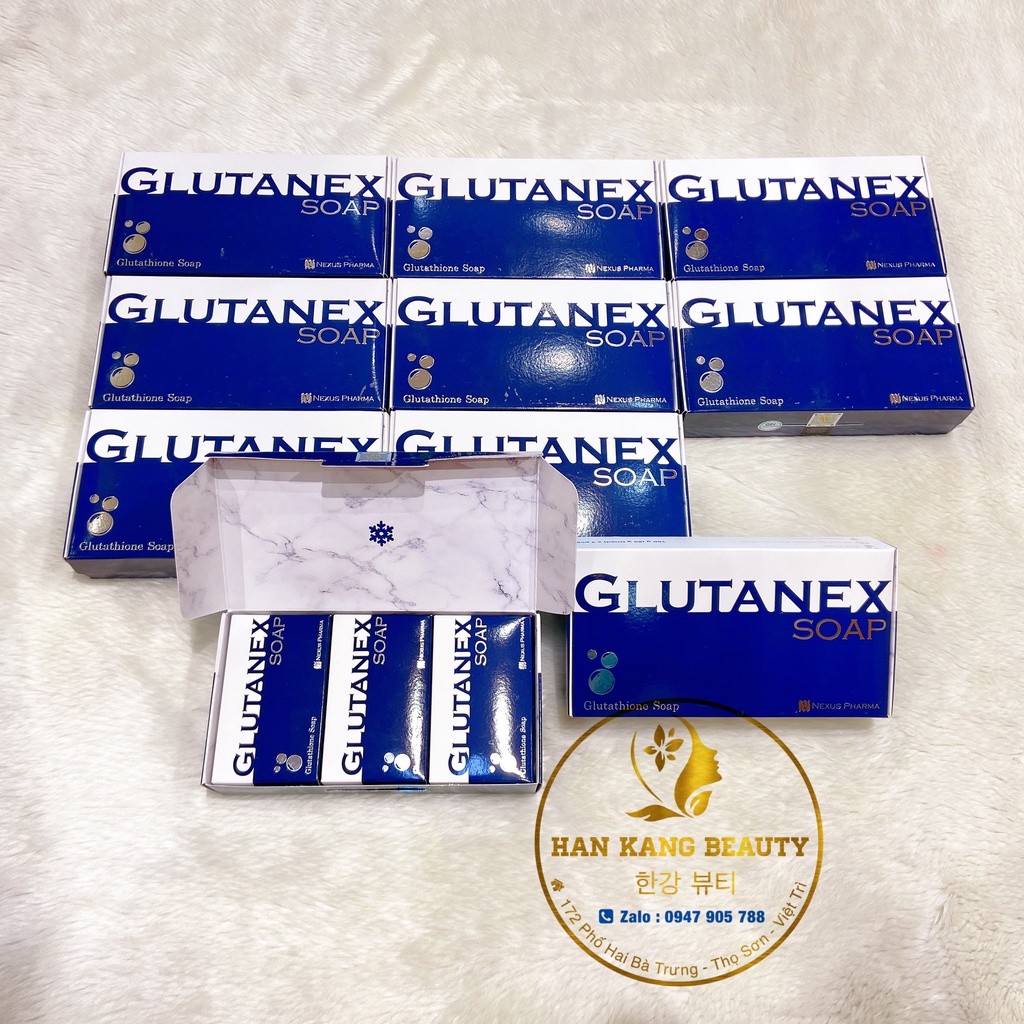 GLUTANEX
SOAP
Glutathione Soap
NEXUS PHARMA
GLUTANEX
SOAP
Glutathione Soap
NEXUS PHARMA
GLUTANEX
SOAP
Glutathione Soap
NEXUS PHARMA
GLUTANEX
SOAP
Glutathione Soap
NEXUS PHARMA
GLUTANEX
SOAP
Glutathione Soap
NEXUS PHARMA
GLUTANEX
SOAP
Glutathione Soap
NEXUS PHARMA
GLUTANEX
Glutathione Soap
GLUTANEX
SOAP
GLUTANEX
SOAP
Glutathione Soap
NEXUS PHARMA
GLUTANEX
SOAP
Glutathione Soap
NEXUS PHARMA
GLUTANEX
SOAP
Glutathione Soap
NEXUS PHARMA
GLUTANEX
SOAP
Glutathione Soap
NEXUS PHARMA
HAN KANG BEAUTY
한강 뷰티
Zalo : 0947 905 788
172 Phố Hai Bà Trưng - Thọ Sơn - Việt Trì